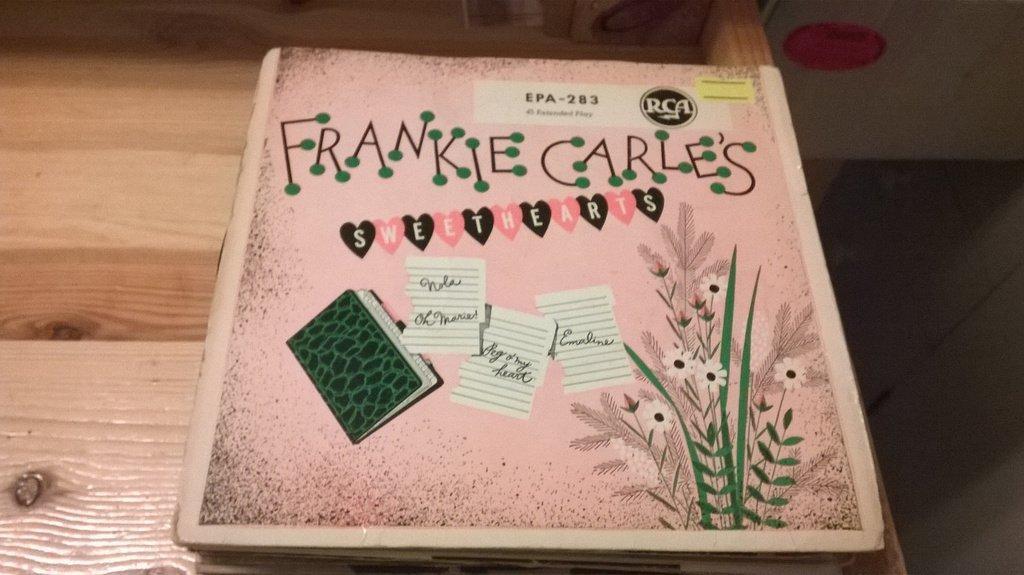 EPA-283
45 Extended Play
RCA
FRANKIE CARLE'S
SWEETHEARTS
Nola
Oh Marie!
Peg o' my
heart
Emaline